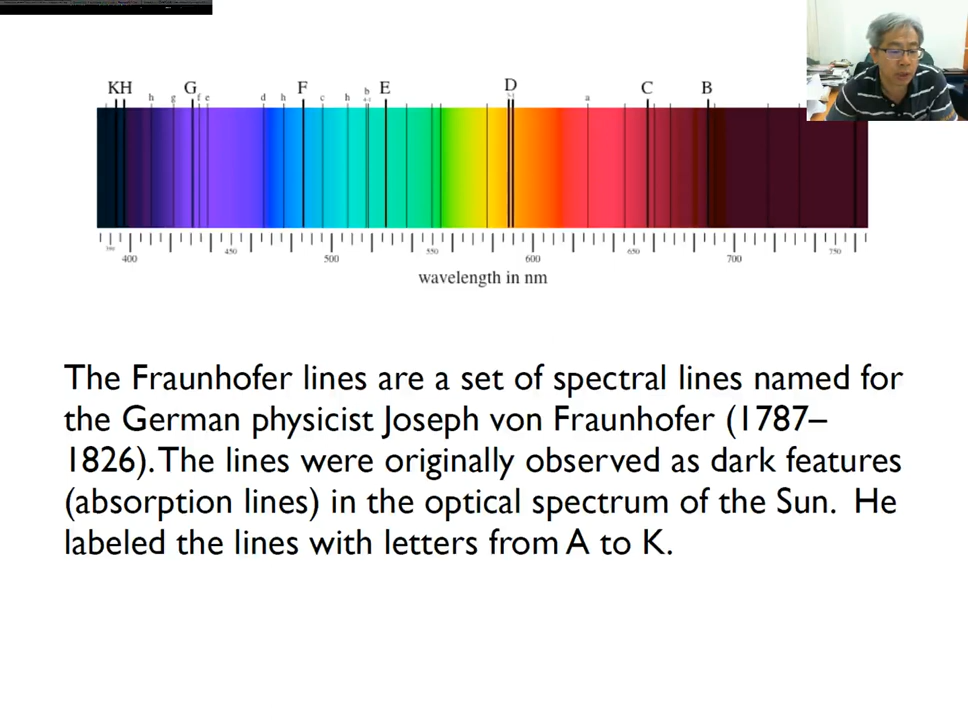 KH G F E D C B
h g f e d h c h b a
400 450 500 550 600 650 700 750
wavelength in nm
The Fraunhofer lines are a set of spectral lines named for
the German physicist Joseph von Fraunhofer (1787–
1826). The lines were originally observed as dark features
(absorption lines) in the optical spectrum of the Sun. He
labeled the lines with letters from A to K.